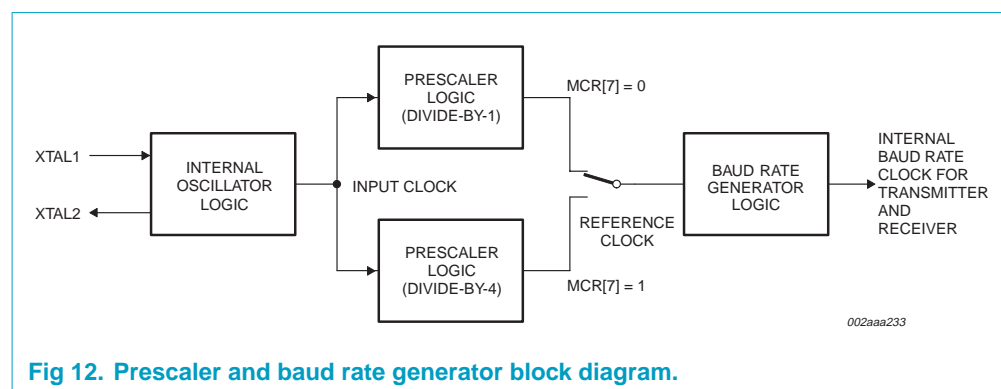 PRESCALER
LOGIC
(DIVIDE-BY-1)
MCR[7] = 0
XTAL1
XTAL2
INTERNAL
OSCILLATOR
LOGIC
INPUT CLOCK
BAUD RATE
GENERATOR
LOGIC
INTERNAL
BAUD RATE
CLOCK FOR
TRANSMITTER
AND
RECEIVER
REFERENCE
CLOCK
PRESCALER
LOGIC
(DIVIDE-BY-4)
MCR[7] = 1
002aaa233
Fig 12. Prescaler and baud rate generator block diagram.